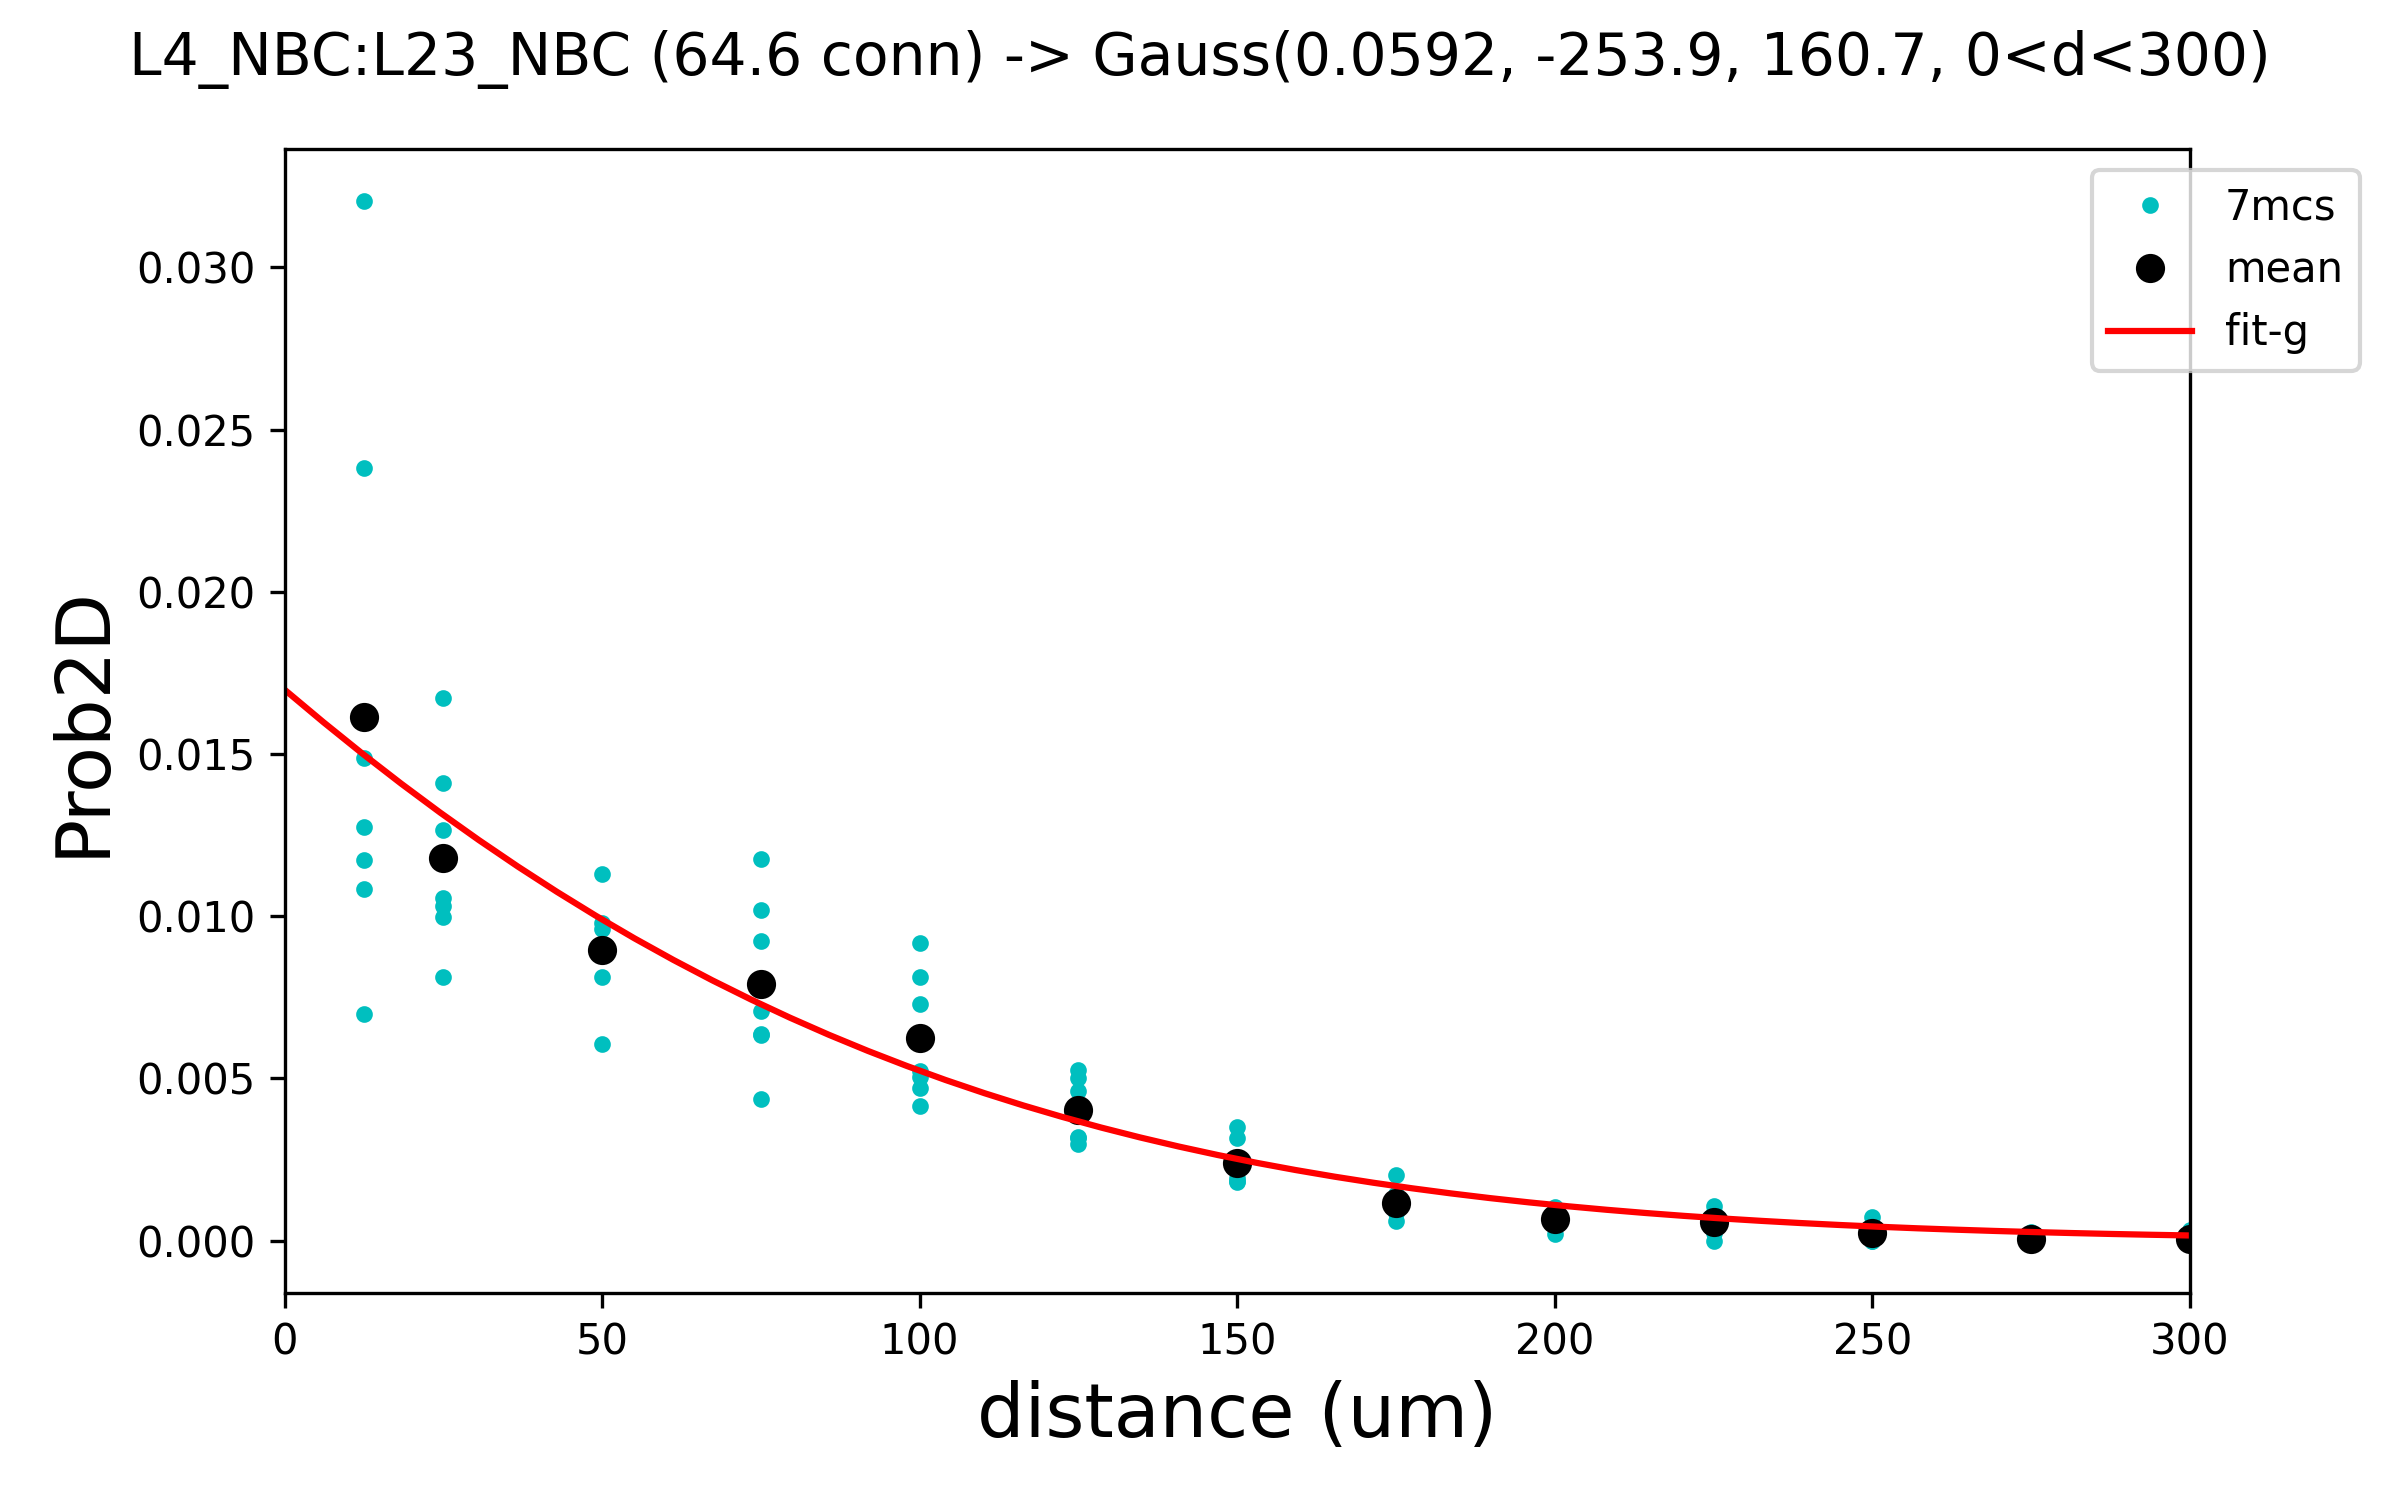 L4_NBC:L23_NBC (64.6 conn) -> Gauss(0.0592, -253.9, 160.7, 0<d<300)
7mcs
mean
fit-g
0.030
0.025
0.020
0.015
0.010
0.005
0.000
Prob2D
0 50 100 150 200 250 300
distance (um)